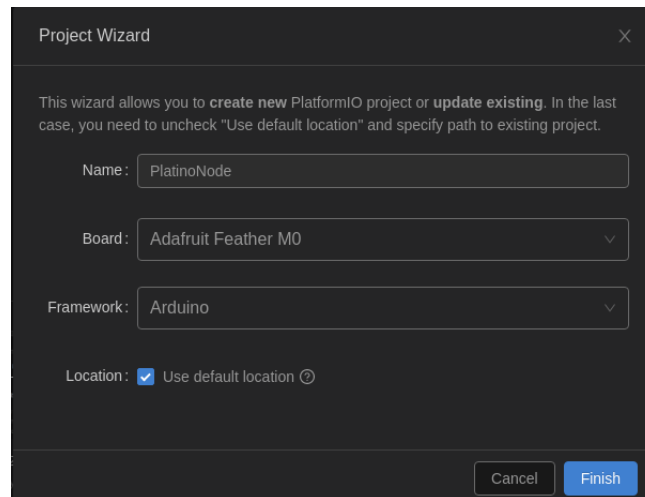 Project Wizard
This wizard allows you to create new PlatformIO project or update existing. In the last
case, you need to uncheck "Use default location" and specify path to existing project.
Name: PlatinoNode
Board: Adafruit Feather M0
Framework: Arduino
Location: Use default location
Cancel Finish